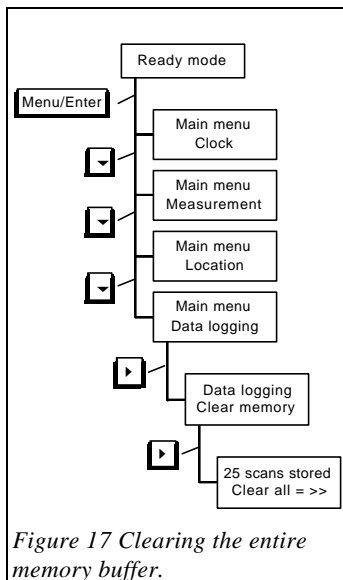 Ready mode
Menu/Enter
Main menu
Clock
Main menu
Measurement
Main menu
Location
Main menu
Data logging
Data logging
Clear memory
25 scans stored
Clear all = >>
Figure 17 Clearing the entire
memory buffer.